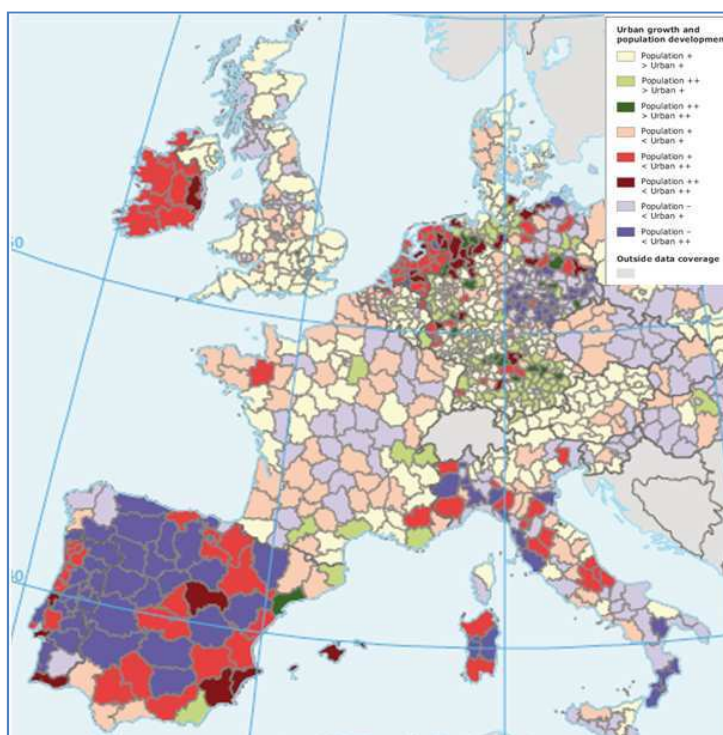 Urban growth and
population development
Population +
> Urban +
Population ++
> Urban +
Population ++
> Urban ++
Population +
< Urban +
Population +
< Urban ++
Population ++
< Urban ++
Population –
< Urban +
Population –
< Urban ++
Outside data coverage
50
40